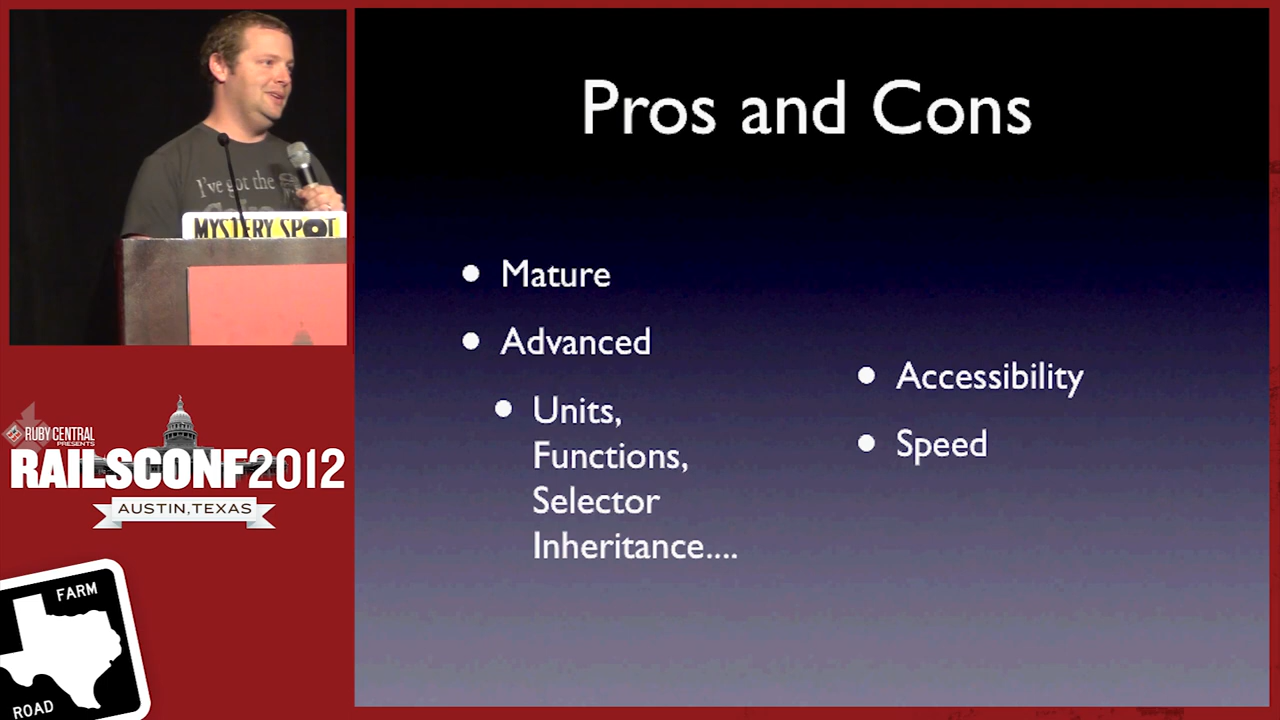 Pros and Cons
• Mature
• Advanced
• Units,
Functions,
Selector
Inheritance....
• Accessibility
• Speed
I've got the
MYSTERY SPOT
RUBY CENTRAL
PRESENTS
RAILSCONF2012
AUSTIN, TEXAS
FARM
ROAD